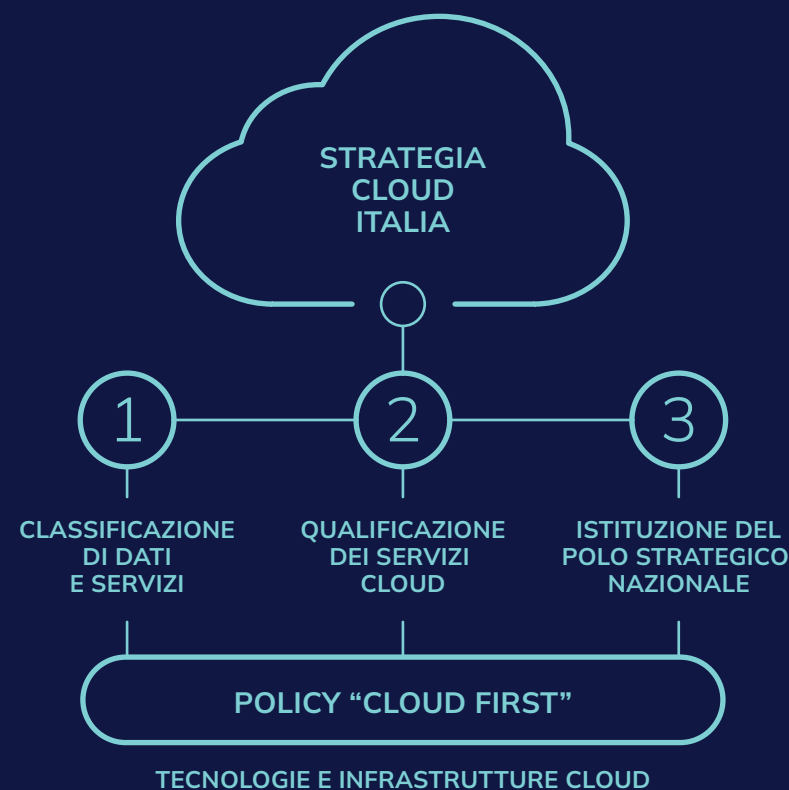 STRATEGIA
CLOUD
ITALIA
1
2
3
CLASSIFICAZIONE
DI DATI
E SERVIZI
QUALIFICAZIONE
DEI SERVIZI
CLOUD
ISTITUZIONE DEL
POLO STRATEGICO
NAZIONALE
POLICY “CLOUD FIRST”
TECNOLOGIE E INFRASTRUTTURE CLOUD